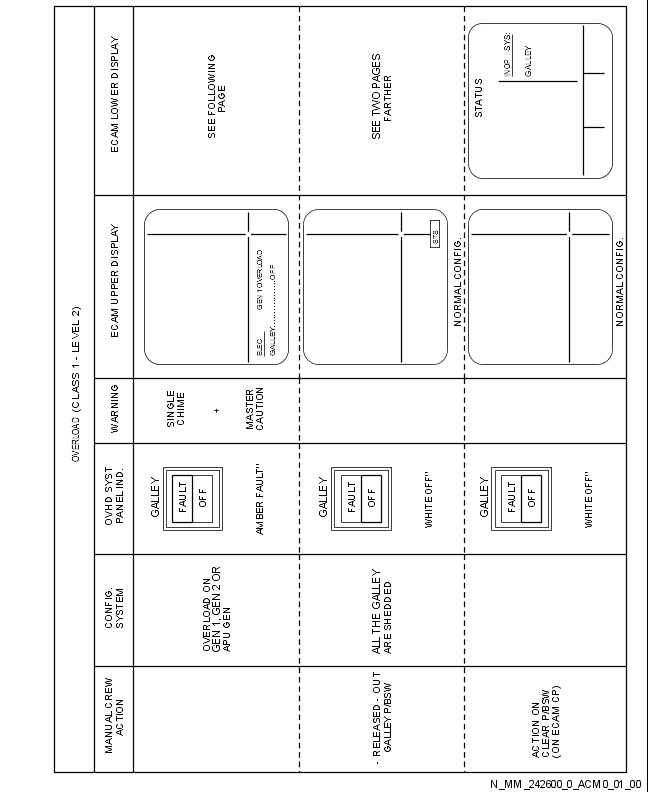 OVERLOAD (CLASS 1 - LEVEL 2)
MANUAL CREW
ACTION
CONFIG.
SYSTEM
OVHD SYST
PANEL IND.
WARNING
ECAM UPPER DISPLAY
ECAM LOWER DISPLAY
OVERLOAD ON
GEN 1, GEN 2 OR
APU GEN
GALLEY
FAULT
OFF
AMBER FAULT"
SINGLE
CHIME
+
MASTER
CAUTION
ELEC GEN 1 OVERLOAD
GALLEY...............OFF
SEE FOLLOWING
PAGE
- RELEASED - OUT
GALLEY P/BSW
ALL THE GALLEY
ARE SHEDDED
GALLEY
FAULT
OFF
WHITE OFF"
STS
NORMAL CONFIG.
SEE TWO PAGES
FARTHER
ACTION ON
CLEAR P/BSW
(ON ECAM CP)
GALLEY
FAULT
OFF
WHITE OFF"
NORMAL CONFIG.
STATUS
INOP SYS:
GALLEY
N_MM_242600_0_ACM0_01_00